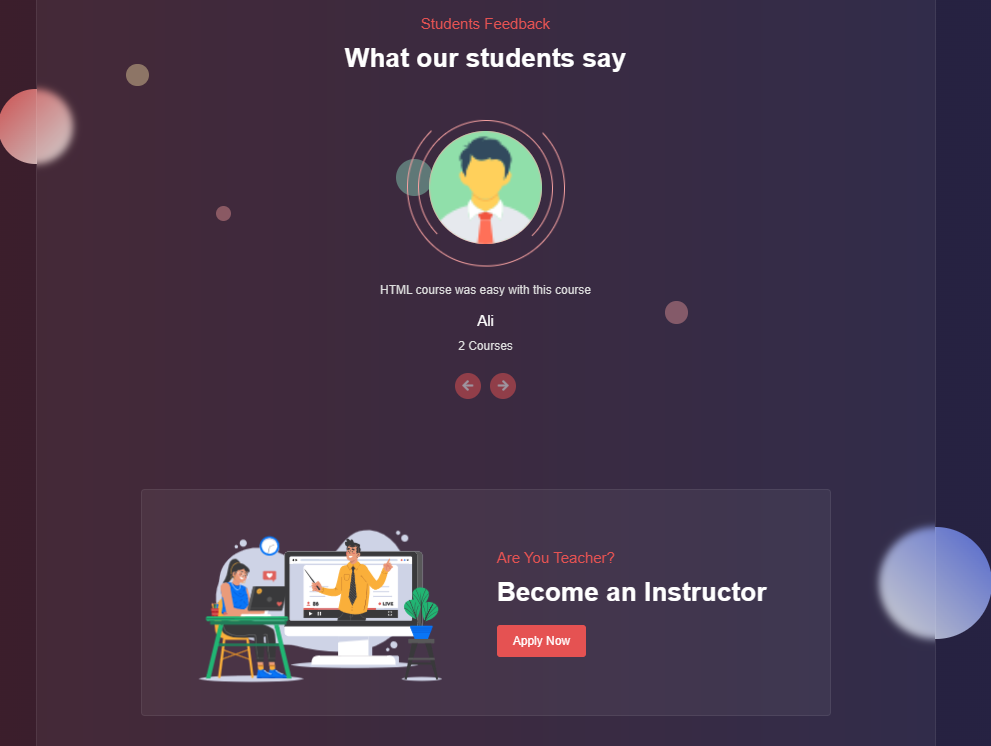 Students Feedback
What our students say
HTML course was easy with this course
Ali
2 Courses
Are You Teacher?
Become an Instructor
Apply Now
LIVE